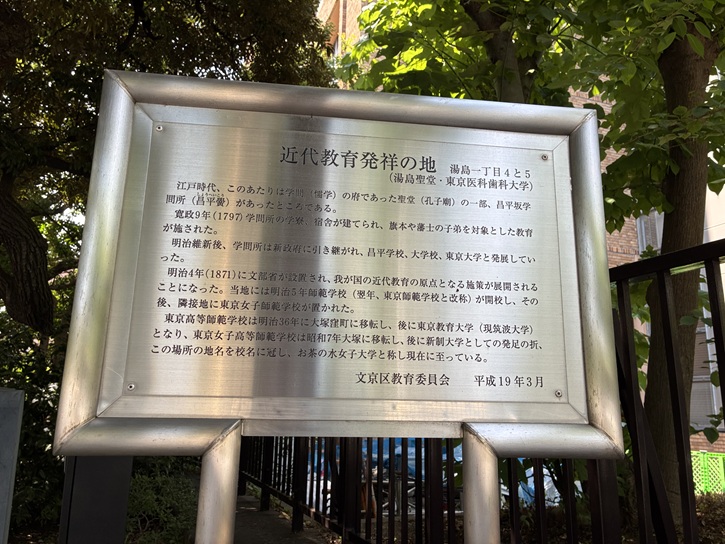 近代教育発祥の地 湯島一丁目4と5
(湯島聖堂・東京医科歯科大学)
江戸時代、このあたりは学問(儒学)の府であった聖堂(孔子廟)の一部、昌平坂学
問所(昌平黌)があったところである。
寛政9年(1797)学問所の学寮、宿舎が建てられ、旗本や藩士の子弟を対象とした教育
が施された。
明治維新後、学問所は新政府に引き継がれ、昌平学校、大学校、東京大学と発展してい
った。
明治4年(1871)に文部省が設置され、我が国の近代教育の原点となる施策が展開される
ことになった。当地には明治5年師範学校(翌年、東京師範学校と改称)が開校し、その
後、隣接地に東京女子師範学校が置かれた。
東京高等師範学校は明治36年に大塚窪町に移転し、後に東京教育大学(現筑波大学)
となり、東京女子高等師範学校は昭和7年大塚に移転し、後に新制大学としての発足の折、
この場所の地名を校名に冠し、お茶の水女子大学と称し現在に至っている。
文京区教育委員会 平成19年3月